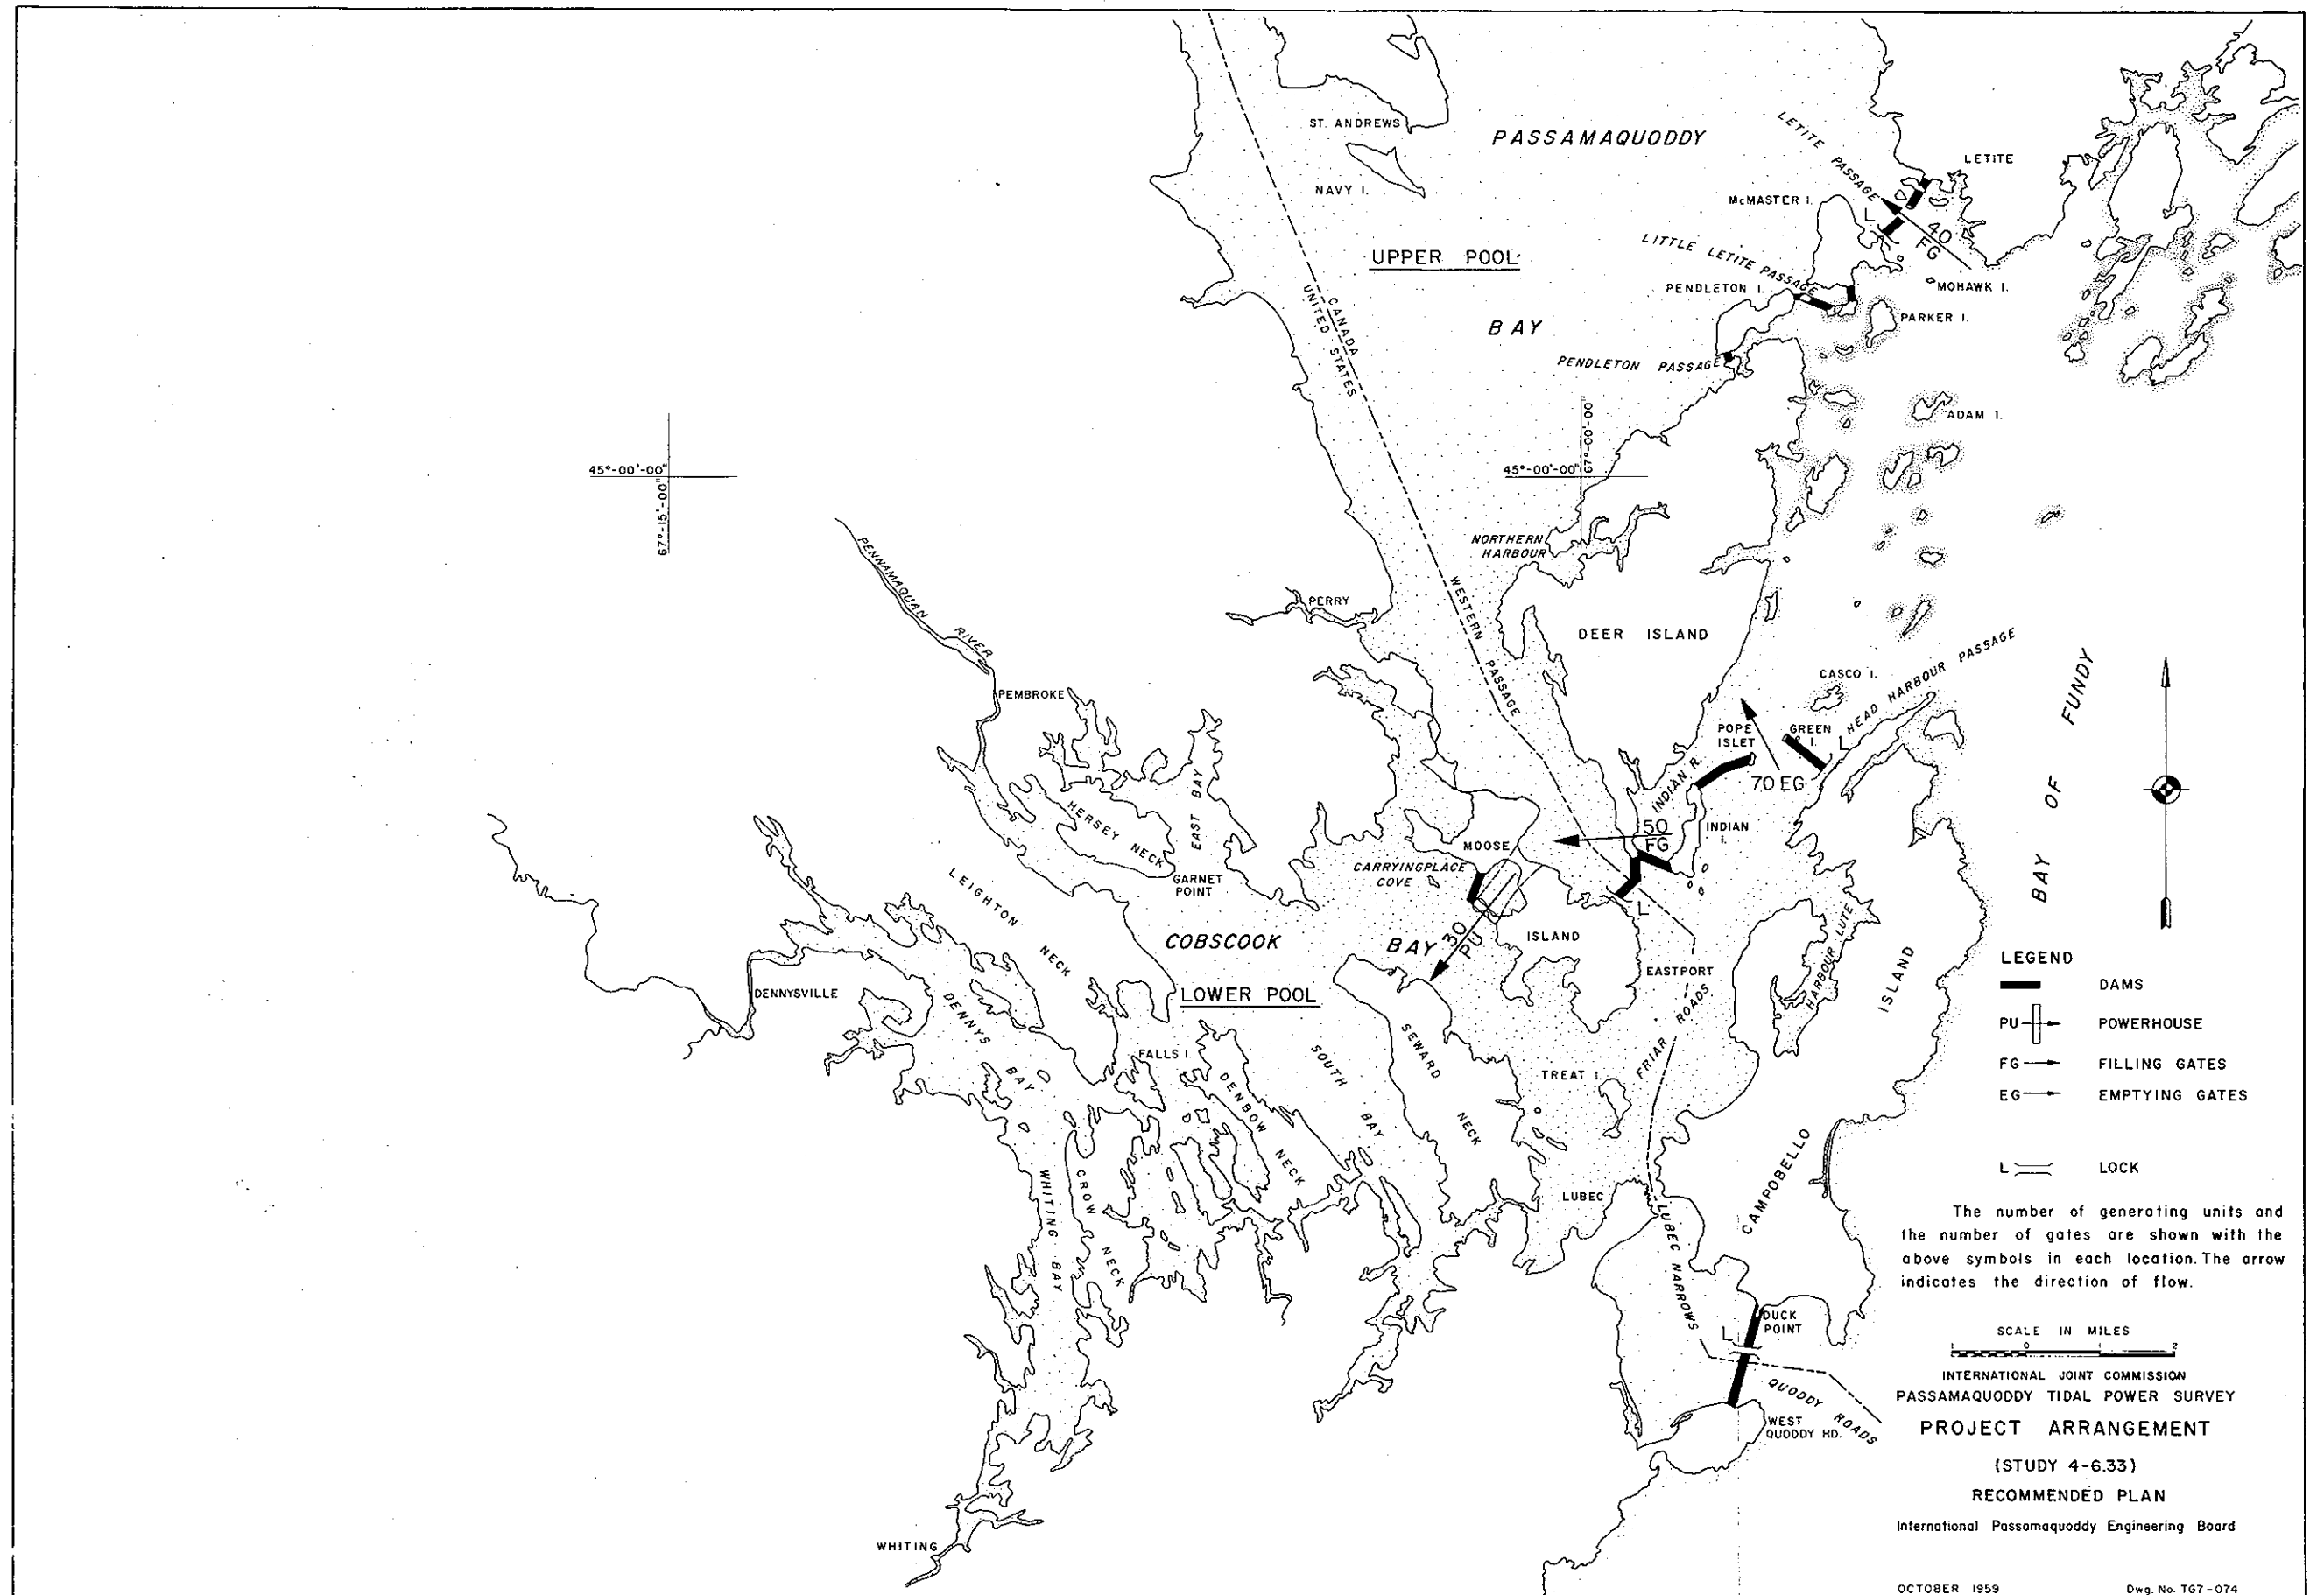 ST. ANDREWS
PASSAMAQUODDY
LETITE PASSAGE
LETITE
NAVY I.
McMASTER I.
L
40
FG
UPPER POOL
LITTLE LETITE PASSAGE
PENDLETON I.
MOHAWK I.
CANADA
UNITED STATES
BAY
PARKER I.
PENDLETON PASSAGE
ADAM I.
45°-00'-00"
67°-15'-00"
45°-00'-00"
67°-00'-00"
PENNAMAQUAN RIVER
NORTHERN
HARBOUR
WESTERN PASSAGE
PERRY
DEER ISLAND
CASCO I.
HEAD HARBOUR PASSAGE
BAY OF FUNDY
PEMBROKE
POPE
ISLET
GREEN
I.
L
INDIAN R.
70 EG
HERSEY NECK
EAST BAY
50
FG
INDIAN
I.
MOOSE
CARRYINGPLACE
COVE
GARNET
POINT
LEIGHTON NECK
L
COBSCOOK
BAY
30
PU
ISLAND
HARBOUR LUTE
ISLAND
EASTPORT
DENNYSVILLE
LOWER POOL
DENNYS BAY
FRIAR ROADS
SEWARD NECK
SOUTH BAY
FALLS I.
DENBOW NECK
TREAT I.
CAMPOBELLO
WHITING BAY
CROW NECK
LUBEC
LUBEC NARROWS
L
DUCK
POINT
QUODDY ROADS
WEST
QUODDY HD.
WHITING
LEGEND
DAMS
PU POWERHOUSE
FG FILLING GATES
EG EMPTYING GATES
L LOCK
The number of generating units and
the number of gates are shown with the
above symbols in each location. The arrow
indicates the direction of flow.
SCALE IN MILES
1 0 1 2
INTERNATIONAL JOINT COMMISSION
PASSAMAQUODDY TIDAL POWER SURVEY
PROJECT ARRANGEMENT
(STUDY 4-6.33)
RECOMMENDED PLAN
International Passamaquoddy Engineering Board
OCTOBER 1959 Dwg. No. TG7-074